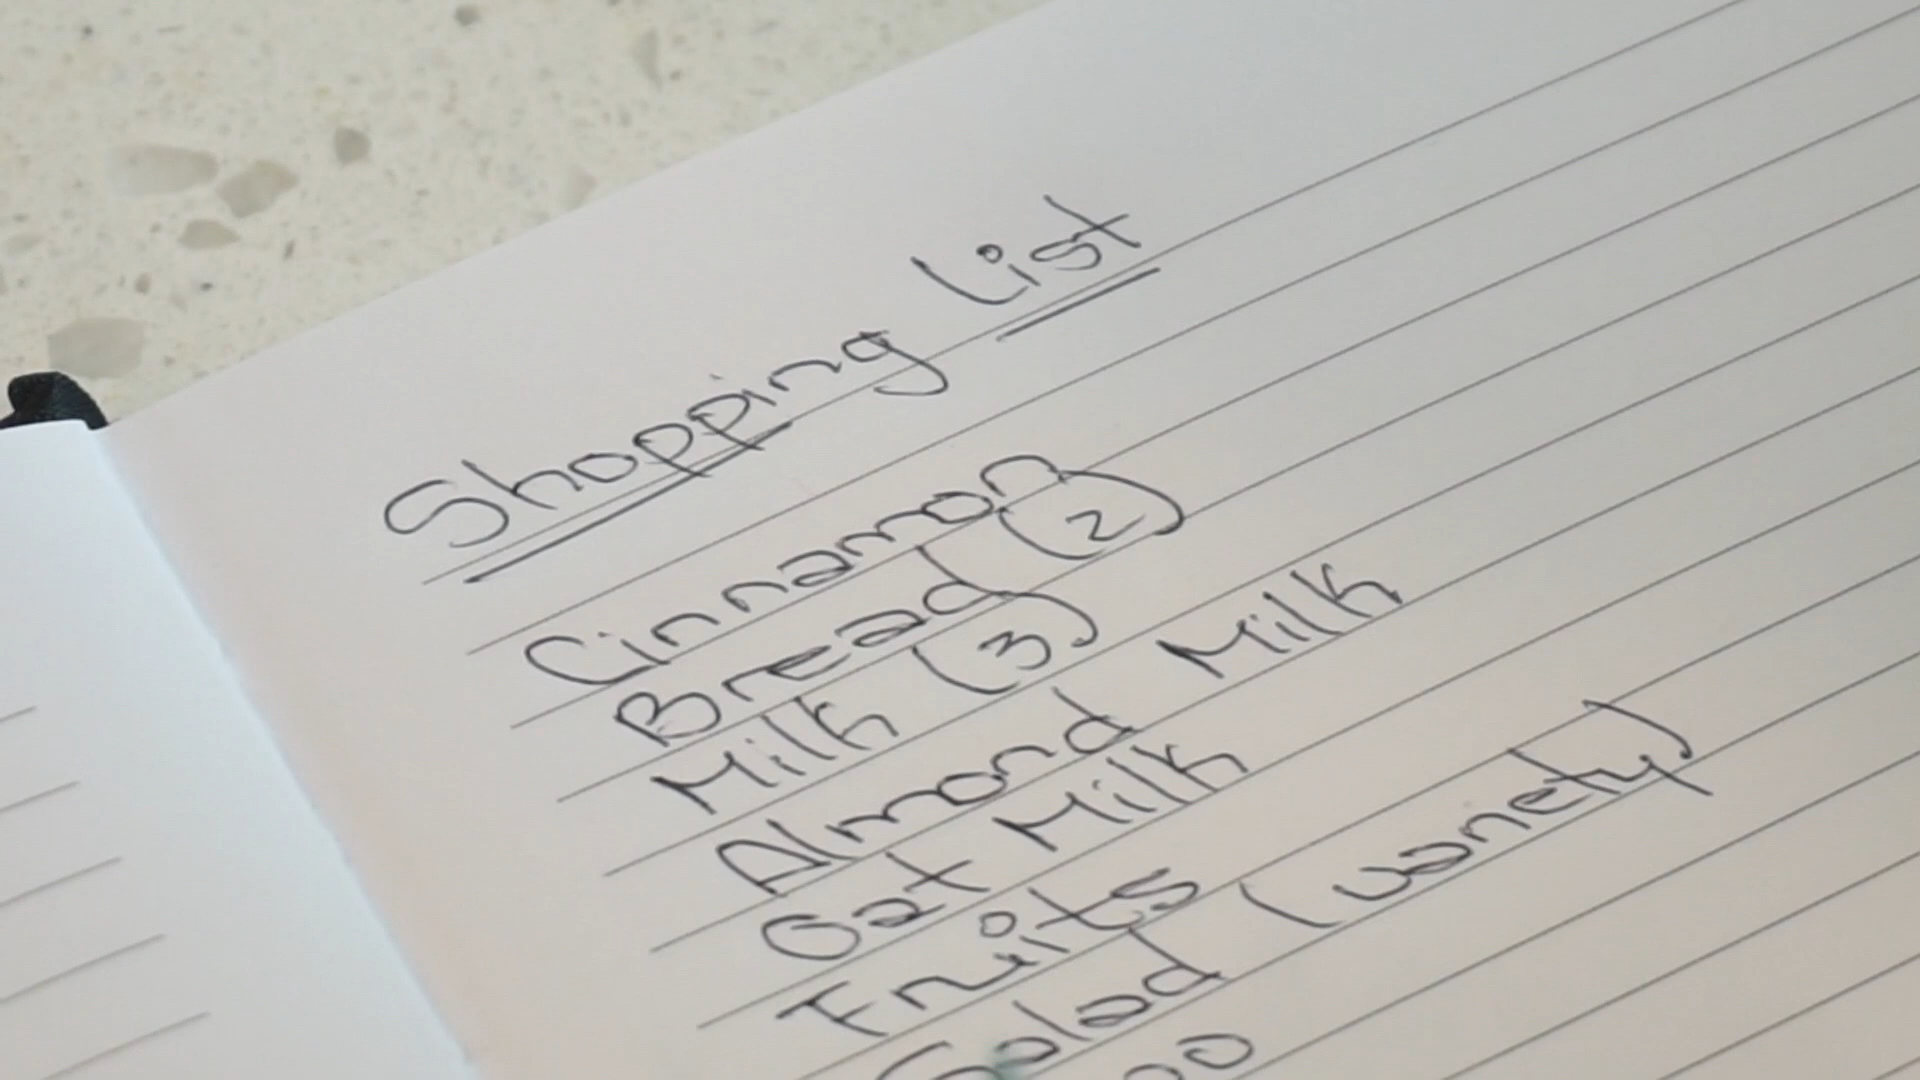 Shopping List
Cinnamon
Bread (2)
Milk (3)
Almond Milk
Oat Milk
Fruits
Salad (variety)